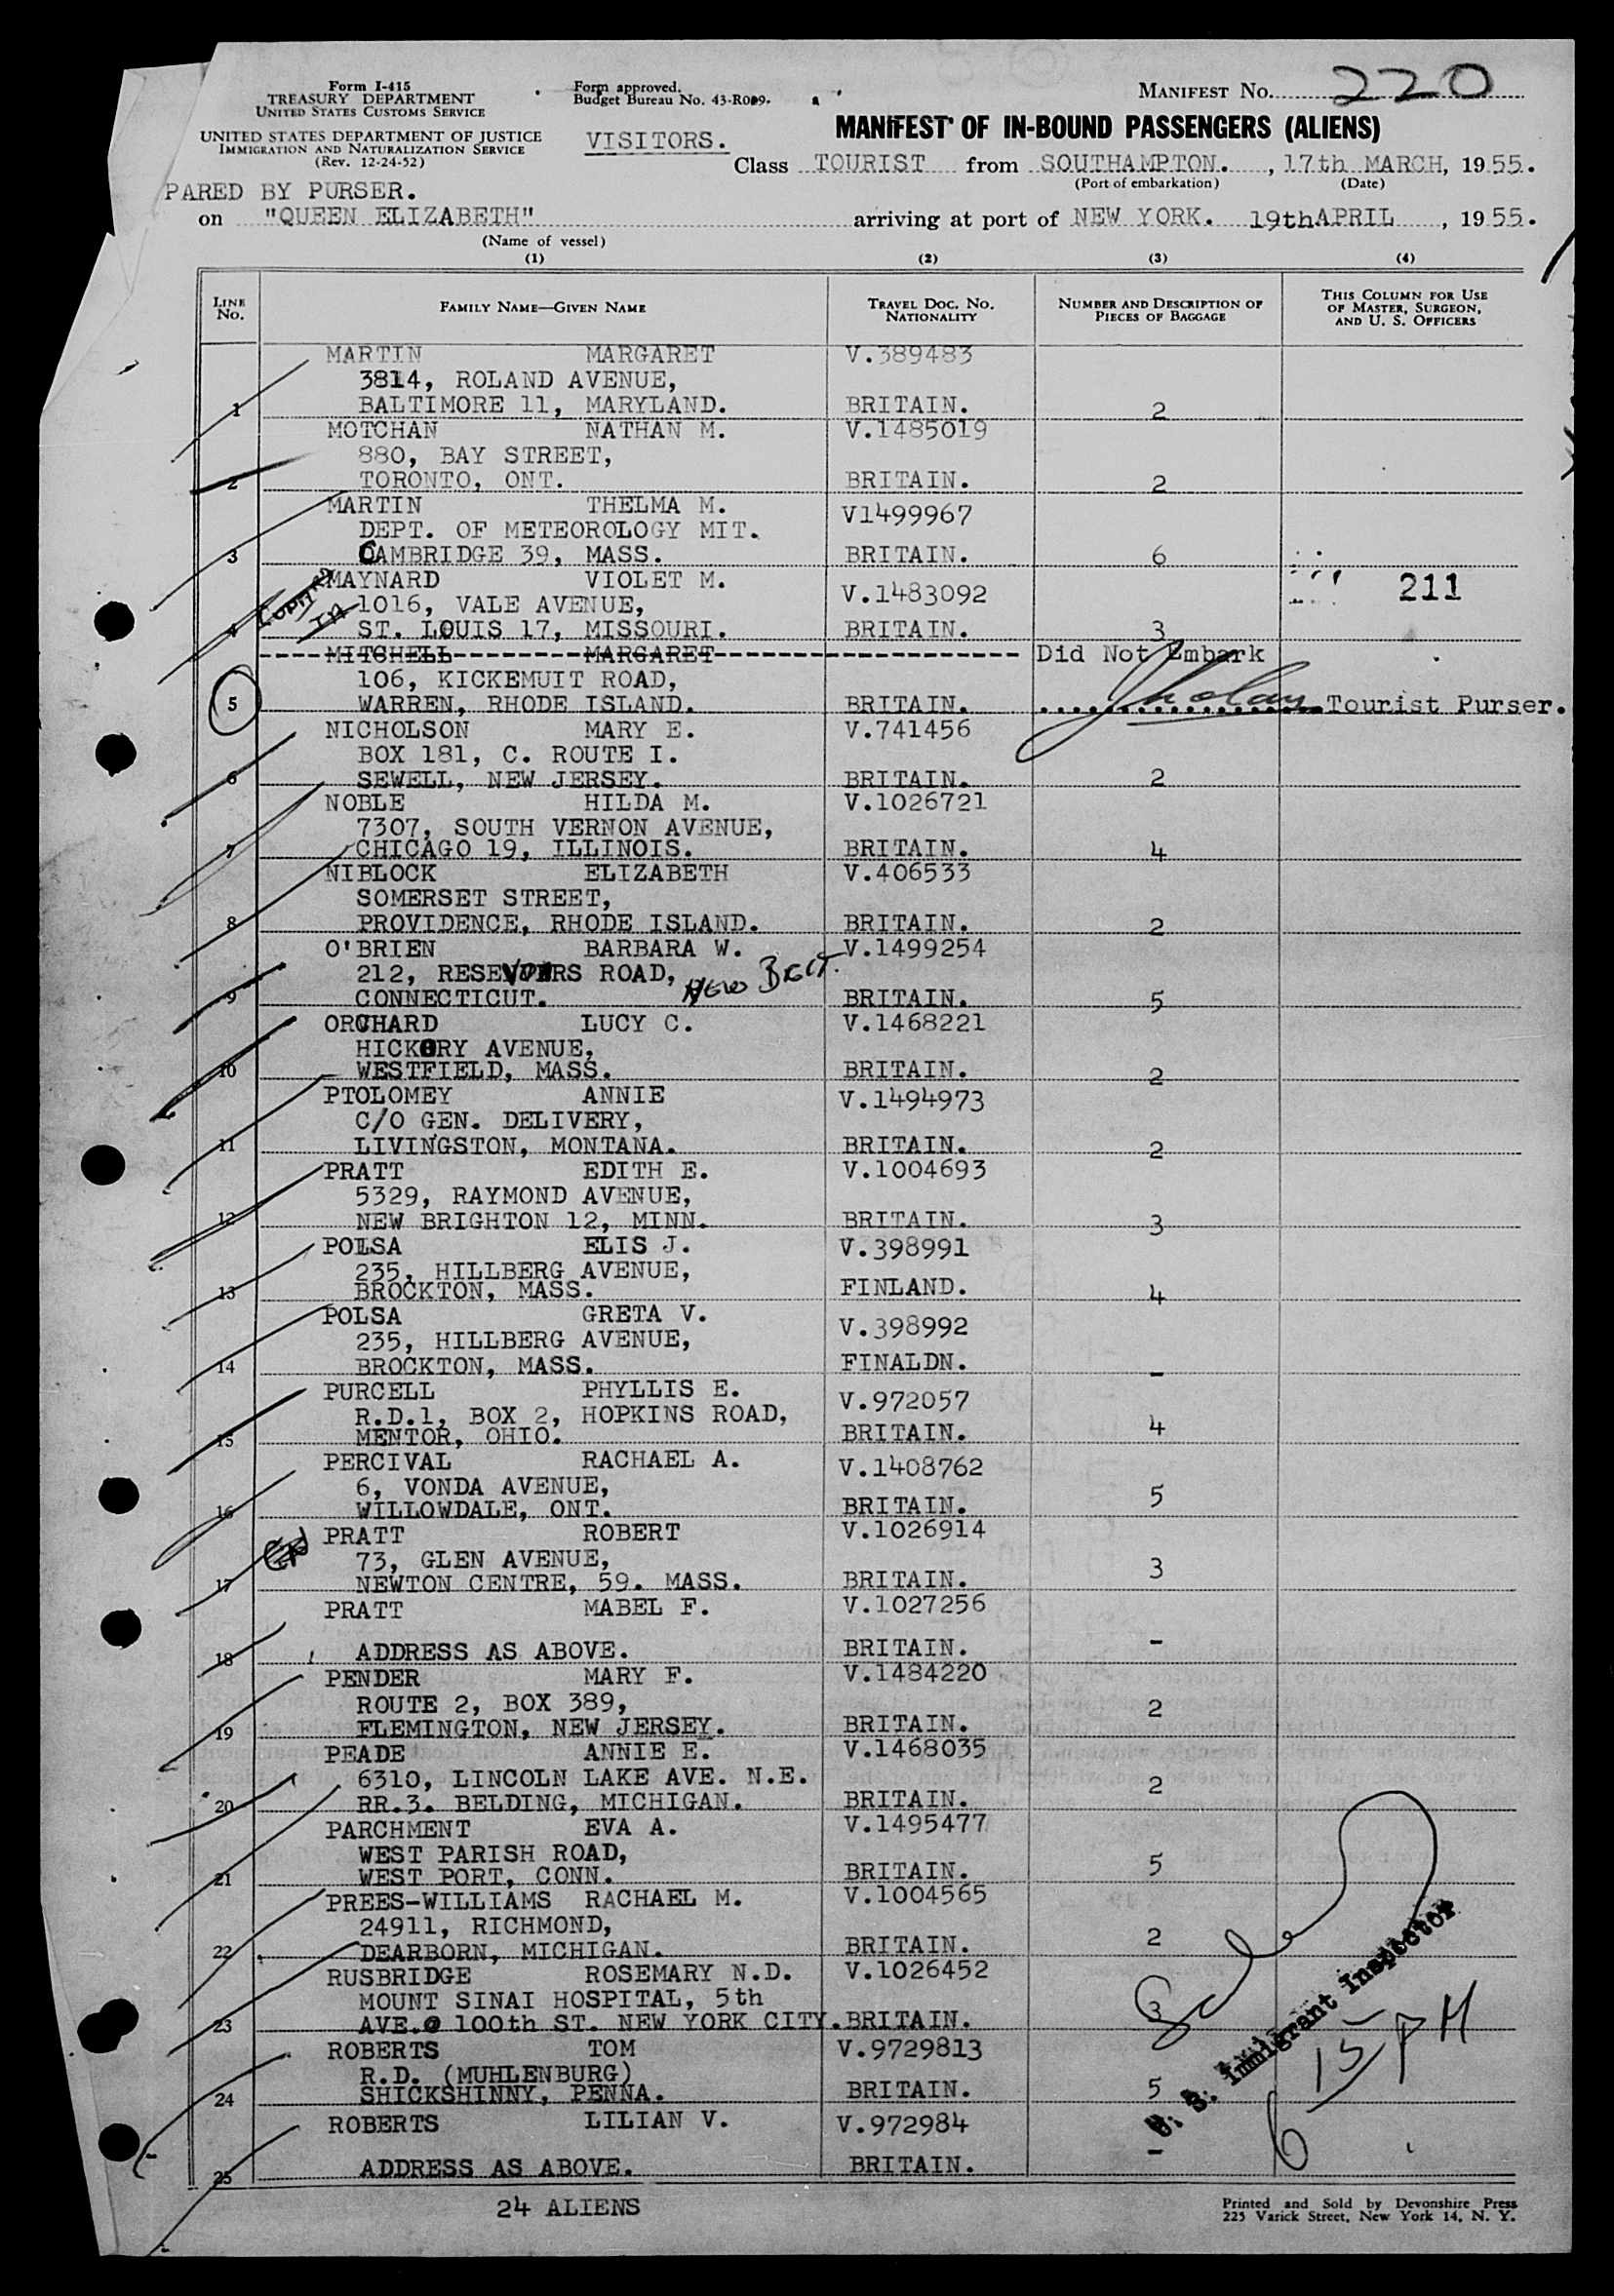 Form I-415
TREASURY DEPARTMENT
UNITED STATES CUSTOMS SERVICE
UNITED STATES DEPARTMENT OF JUSTICE
IMMIGRATION AND NATURALIZATION SERVICE
(Rev. 12-24-52)
Form approved.
Budget Bureau No. 43-R009.
VISITORS.
MANIFEST NO. 220
MANIFEST OF IN-BOUND PASSENGERS (ALIENS)
Class TOURIST from SOUTHAMPTON. , 17th MARCH, 1955.
(Port of embarkation) (Date)
PARED BY PURSER.
on "QUEEN ELIZABETH" arriving at port of NEW YORK. 19th APRIL , 1955.
(Name of vessel)
(1) (2) (3) (4)
LINE NO. FAMILY NAME—GIVEN NAME TRAVEL DOC. NO. NATIONALITY NUMBER AND DESCRIPTION OF PIECES OF BAGGAGE THIS COLUMN FOR USE OF MASTER, SURGEON, AND U. S. OFFICERS
MARTIN MARGARET V.389483
3814, ROLAND AVENUE,
1 BALTIMORE 11, MARYLAND. BRITAIN. 2
MOTCHAN NATHAN M. V.1485019
880, BAY STREET,
2 TORONTO, ONT. BRITAIN. 2
MARTIN THELMA M. V1499967
DEPT. OF METEOROLOGY MIT.
3 CAMBRIDGE 39, MASS. BRITAIN. 6
MAYNARD VIOLET M. V.1483092 211
1016, VALE AVENUE,
4 ST. LOUIS 17, MISSOURI. BRITAIN. 3
MITCHELL MARGARET Did Not Embark
106, KICKEMUIT ROAD,
5 WARREN, RHODE ISLAND. BRITAIN. Tourist Purser.
NICHOLSON MARY E. V.741456
BOX 181, C. ROUTE I.
6 SEWELL, NEW JERSEY. BRITAIN. 2
NOBLE HILDA M. V.1026721
7307, SOUTH VERNON AVENUE,
7 CHICAGO 19, ILLINOIS. BRITAIN. 4
NIBLOCK ELIZABETH V.406533
SOMERSET STREET,
8 PROVIDENCE, RHODE ISLAND. BRITAIN. 2
O'BRIEN BARBARA W. V.1499254
212, RESEVOIRS ROAD, NEW BRIT.
9 CONNECTICUT. BRITAIN. 5
ORCHARD LUCY C. V.1468221
HICKORY AVENUE,
10 WESTFIELD, MASS. BRITAIN. 2
PTOLOMEY ANNIE V.1494973
C/O GEN. DELIVERY,
11 LIVINGSTON, MONTANA. BRITAIN. 2
PRATT EDITH E. V.1004693
5329, RAYMOND AVENUE,
12 NEW BRIGHTON 12, MINN. BRITAIN. 3
POLSA ELIS J. V.398991
235, HILLBERG AVENUE,
13 BROCKTON, MASS. FINLAND. 4
POLSA GRETA V. V.398992
235, HILLBERG AVENUE,
14 BROCKTON, MASS. FINALDN. -
PURCELL PHYLLIS E. V.972057
R.D.1, BOX 2, HOPKINS ROAD,
15 MENTOR, OHIO. BRITAIN. 4
PERCIVAL RACHAEL A. V.1408762
6, VONDA AVENUE,
16 WILLOWDALE, ONT. BRITAIN. 5
PRATT ROBERT V.1026914
73, GLEN AVENUE,
17 NEWTON CENTRE, 59. MASS. BRITAIN. 3
PRATT MABEL F. V.1027256
18 ADDRESS AS ABOVE. BRITAIN. -
PENDER MARY F. V.1484220
ROUTE 2, BOX 389,
19 FLEMINGTON, NEW JERSEY. BRITAIN. 2
PEADE ANNIE E. V.1468035
6310, LINCOLN LAKE AVE. N.E.
20 RR.3. BELDING, MICHIGAN. BRITAIN. 2
PARCHMENT EVA A. V.1495477
WEST PARISH ROAD,
21 WEST PORT, CONN. BRITAIN. 5
PREES-WILLIAMS RACHAEL M. V.1004565
24911, RICHMOND,
22 DEARBORN, MICHIGAN. BRITAIN. 2
RUSBRIDGE ROSEMARY N.D. V.1026452
MOUNT SINAI HOSPITAL, 5th
23 AVE.@ 100th ST. NEW YORK CITY. BRITAIN. 3
ROBERTS TOM V.9729813
R.D. (MUHLENBURG)
24 SHICKSHINNY, PENNA. BRITAIN. 5
ROBERTS LILIAN V. V.972984
25 ADDRESS AS ABOVE. BRITAIN. -
U. S. Immigrant Inspector
6 15 PM
24 ALIENS
Printed and Sold by Devonshire Press
225 Varick Street, New York 14, N. Y.